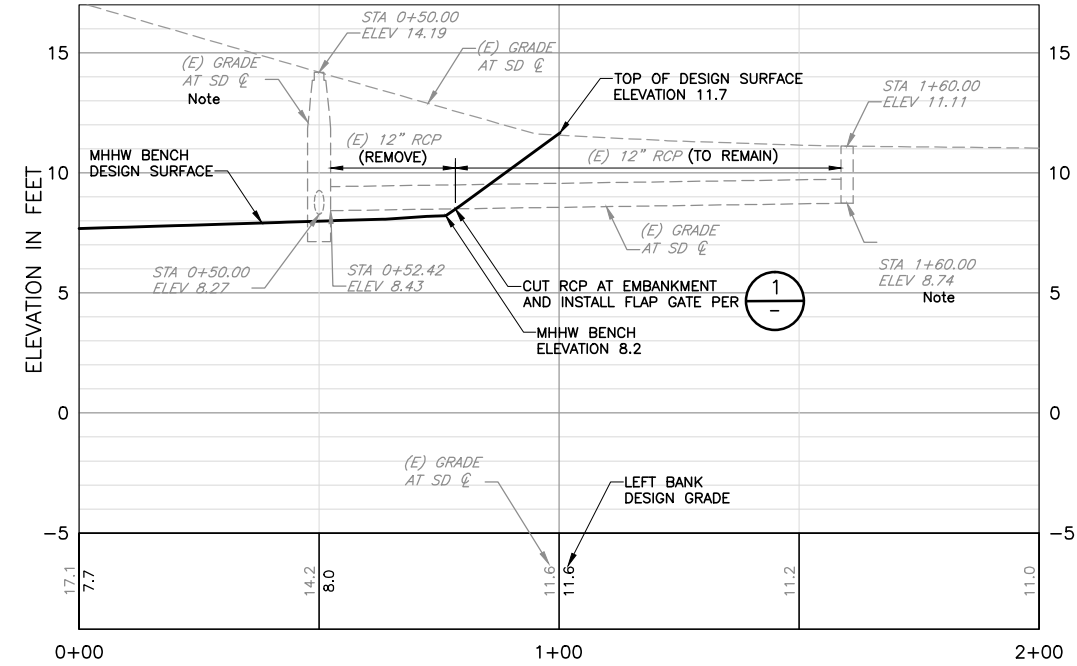 STA 0+50.00
ELEV 14.19
15
15
(E) GRADE
AT SD ℄
(E) GRADE
AT SD ℄
Note
TOP OF DESIGN SURFACE
ELEVATION 11.7
STA 1+60.00
ELEV 11.11
(E) 12" RCP
(REMOVE)
(E) 12" RCP (TO REMAIN)
MHHW BENCH
DESIGN SURFACE
10
10
ELEVATION IN FEET
(E) GRADE
AT SD ℄
STA 0+50.00
ELEV 8.27
STA 0+52.42
ELEV 8.43
STA 1+60.00
ELEV 8.74
Note
5
5
CUT RCP AT EMBANKMENT
AND INSTALL FLAP GATE PER
1
–
MHHW BENCH
ELEVATION 8.2
0
0
(E) GRADE
AT SD ℄
LEFT BANK
DESIGN GRADE
-5
-5
17.1
7.7
14.2
8.0
11.6
11.6
11.2
11.0
0+00
1+00
2+00